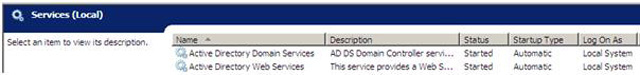 Services (Local)
Select an item to view its description.
Name Description Status Startup Type Log On As
Active Directory Domain Services AD DS Domain Controller servi... Started Automatic Local System
Active Directory Web Services This service provides a Web S... Started Automatic Local System